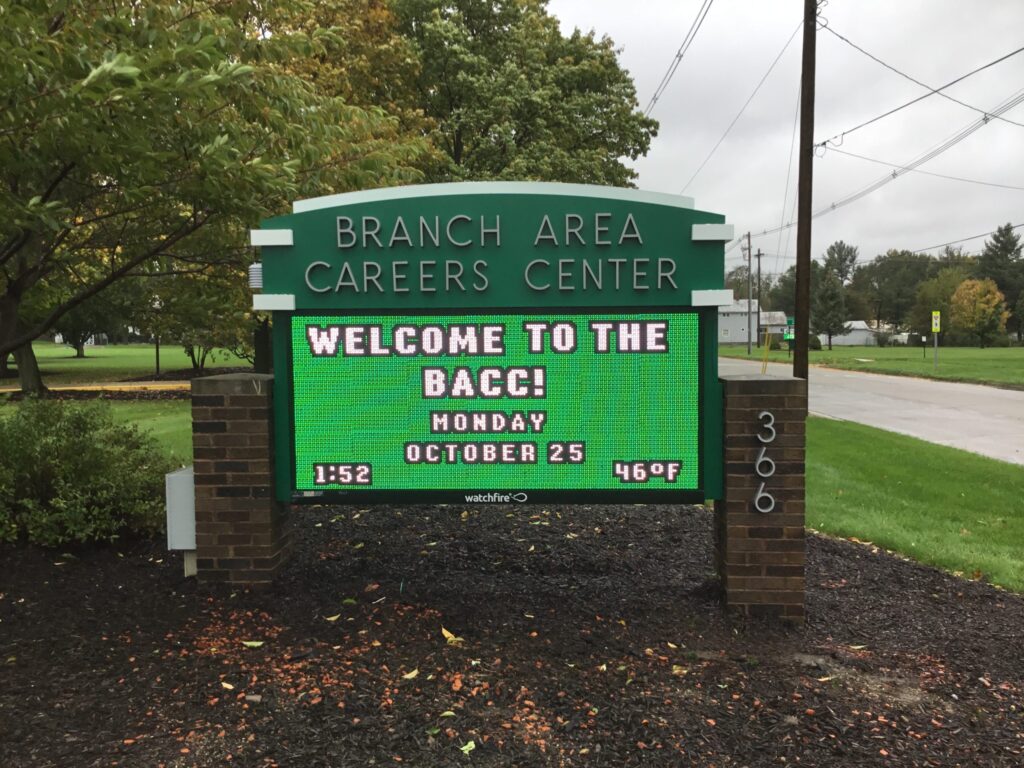 BRANCH AREA
CAREERS CENTER
WELCOME TO THE
BACC!
MONDAY
OCTOBER 25
1:52 46°F
watchfire
366